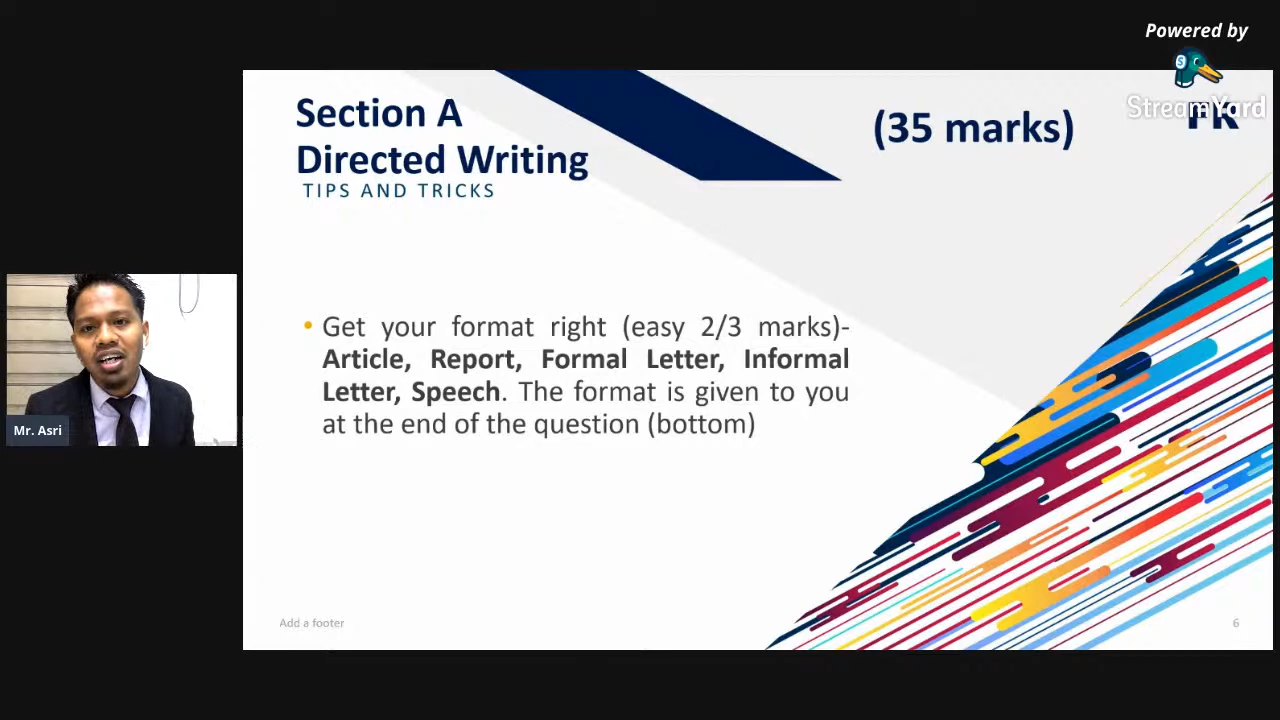 Powered by
StreamYard
Section A
Directed Writing
TIPS AND TRICKS
(35 marks)
FR
• Get your format right (easy 2/3 marks)-
Article, Report, Formal Letter, Informal
Letter, Speech. The format is given to you
at the end of the question (bottom)
Mr. Asri
Add a footer
6